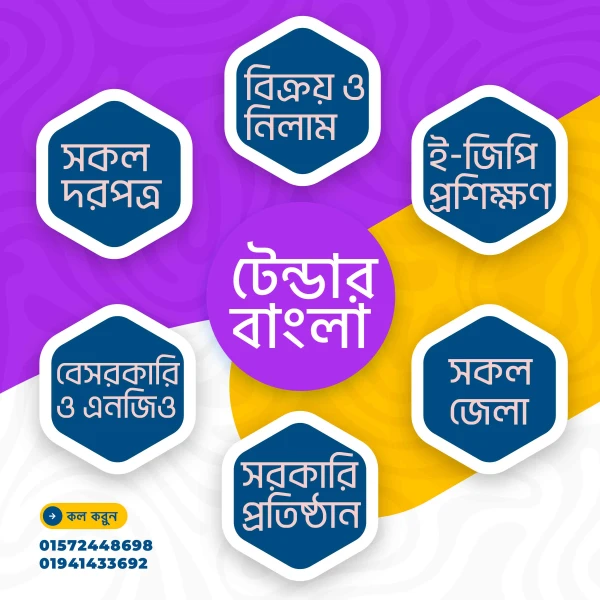 বিক্রয় ও
নিলাম
সকল
দরপত্র
ই-জিপি
প্রশিক্ষণ
টেন্ডার
বাংলা
বেসরকারি
ও এনজিও
সকল
জেলা
সরকারি
প্রতিষ্ঠান
কল করুন
01572448698
01941433692